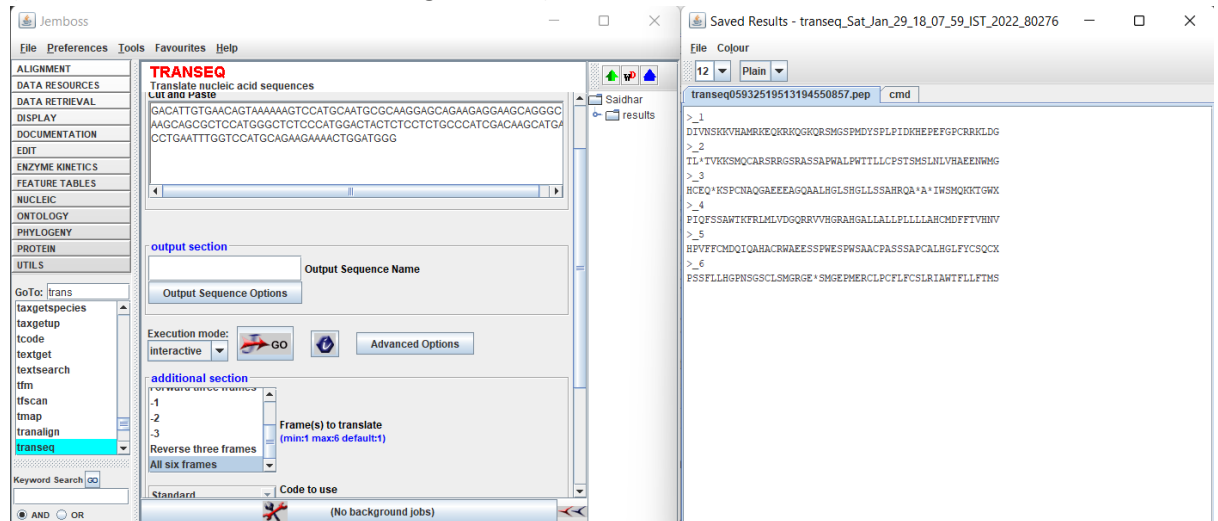 Jemboss
File Preferences Tools Favourites Help
ALIGNMENT
DATA RESOURCES
DATA RETRIEVAL
DISPLAY
DOCUMENTATION
EDIT
ENZYME KINETICS
FEATURE TABLES
NUCLEIC
ONTOLOGY
PHYLOGENY
PROTEIN
UTILS
GoTo: trans
taxgetspecies
taxgetup
tcode
textget
textsearch
tfm
tfscan
tmap
tranalign
transeq
Keyword Search GO
AND OR
TRANSEQ
Translate nucleic acid sequences
Cut and Paste
GACATTGTGAACAGTAAAAAAGTCCATGCAATGCGCAAGGAGCAGAAGAGGAAGCAGGGC
AAGCAGCGCTCCATGGGCTCTCCCATGGACTACTCTCCTCTGCCCATCGACAAGCATGA
CCTGAATTTGGTCCATGCAGAAGAAAACTGGATGGG
output section
Output Sequence Name
Output Sequence Options
Execution mode:
interactive GO Advanced Options
additional section
Forward three frames
-1
-2
-3
Reverse three frames
All six frames
Frame(s) to translate
(min:1 max:6 default:1)
Standard Code to use
(No background jobs)
Saidhar
results
Saved Results - transeq_Sat_Jan_29_18_07_59_IST_2022_80276
File Colour
12 Plain
transeq05932519513194550857.pep cmd
>_1
DIVNSKKVHAMRKEQKRKQGKQRSMGSPMDYSPLPIDKHEPEFGPCRRKLDG
>_2
TL*TVKKSMQCARSRRGSRASSAPWALPWTTLLCPSTSMSLNLVHAEENWMG
>_3
HCEQ*KSPCNAQGAEEEAGQAALHGLSHGLLSSAHRQA*A*IWSMQKKTGWX
>_4
PIQFSSAWTKFRLMLVDGQRRVVHGRAHGALLALLPLLLLAHCMDFFTVHNV
>_5
HPVFFCMDQIQAHACRWAEESSPWESPWSAACPASSSAPCALHGLFYCSQCX
>_6
PSSFLLHGPNSGSCLSMGRGE*SMGEPMERCLPCFLFCSLRIAWTFLLFTMS